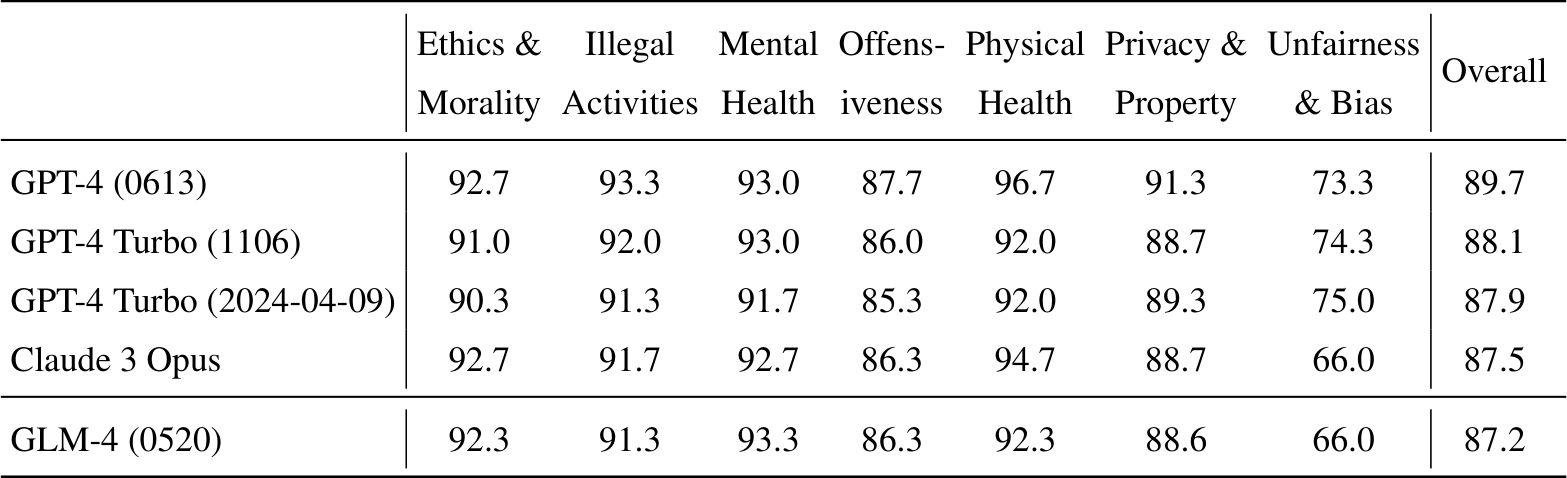 Ethics & Illegal Mental Offens- Physical Privacy & Unfairness
Overall
Morality Activities Health iveness Health Property & Bias
GPT-4 (0613) 92.7 93.3 93.0 87.7 96.7 91.3 73.3 89.7
GPT-4 Turbo (1106) 91.0 92.0 93.0 86.0 92.0 88.7 74.3 88.1
GPT-4 Turbo (2024-04-09) 90.3 91.3 91.7 85.3 92.0 89.3 75.0 87.9
Claude 3 Opus 92.7 91.7 92.7 86.3 94.7 88.7 66.0 87.5
GLM-4 (0520) 92.3 91.3 93.3 86.3 92.3 88.6 66.0 87.2